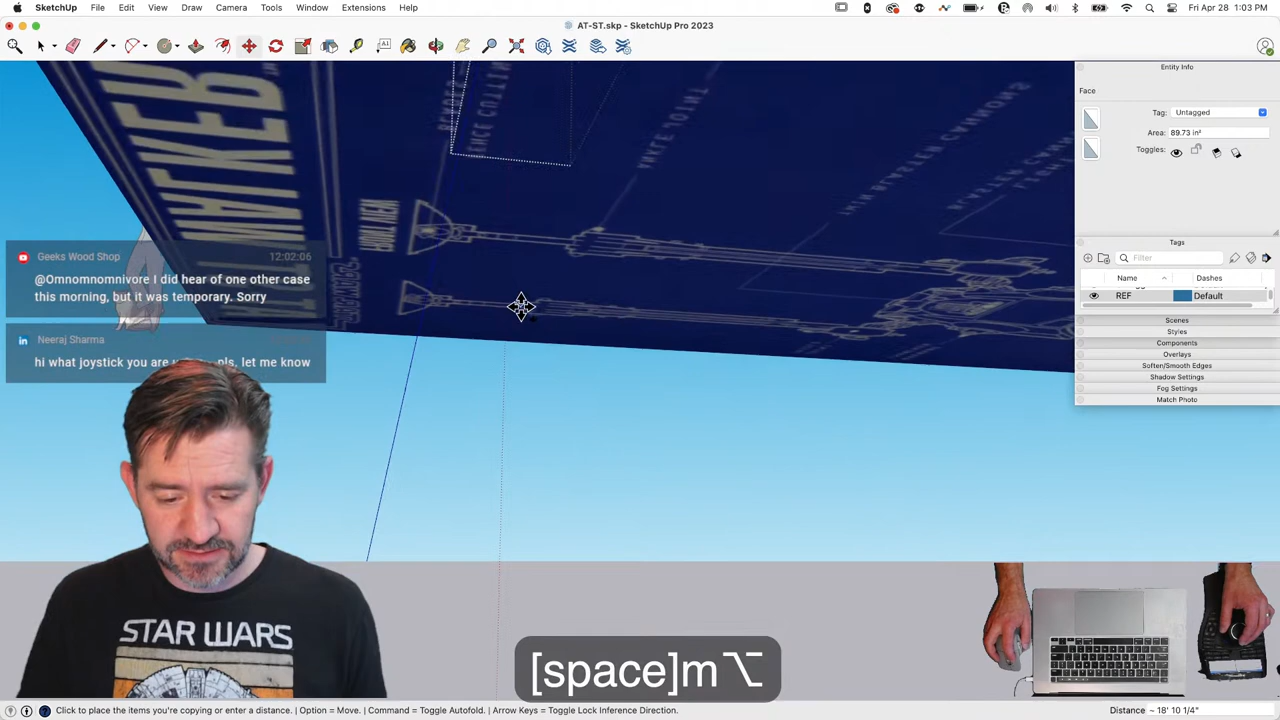 SketchUp File Edit View Draw Camera Tools Window Extensions Help Fri Apr 28 1:03 PM
AT-ST.skp - SketchUp Pro 2023
Entity Info
Face
Tag: Untagged
Area: 89.73 in²
Toggles:
Tags
Filter
Name Dashes
REF Default
Scenes
Styles
Components
Overlays
Soften/Smooth Edges
Shadow Settings
Fog Settings
Match Photo
Geeks Wood Shop 12:02:06
@Omnomnomnivore I did hear of one other case
this morning, but it was temporary. Sorry
Neeraj Sharma
hi what joystick you are pls, let me know
STAR WARS
[space]m⌥
Click to place the items you're copying or enter a distance. | Option = Move. | Command = Toggle Autofold. | Arrow Keys = Toggle Lock Inference Direction. Distance ~ 18' 10 1/4"